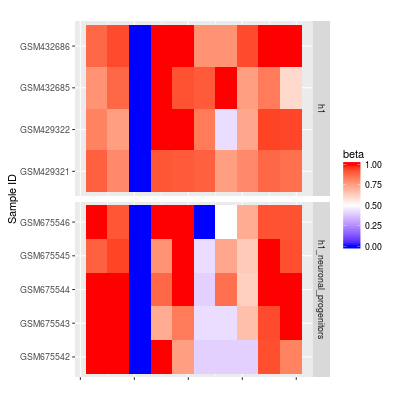 Sample ID
GSM432686
GSM432685
GSM429322
GSM429321
h1
GSM675546
GSM675545
GSM675544
GSM675543
GSM675542
h1_neuronal_progenitors
beta
1.00
0.75
0.50
0.25
0.00